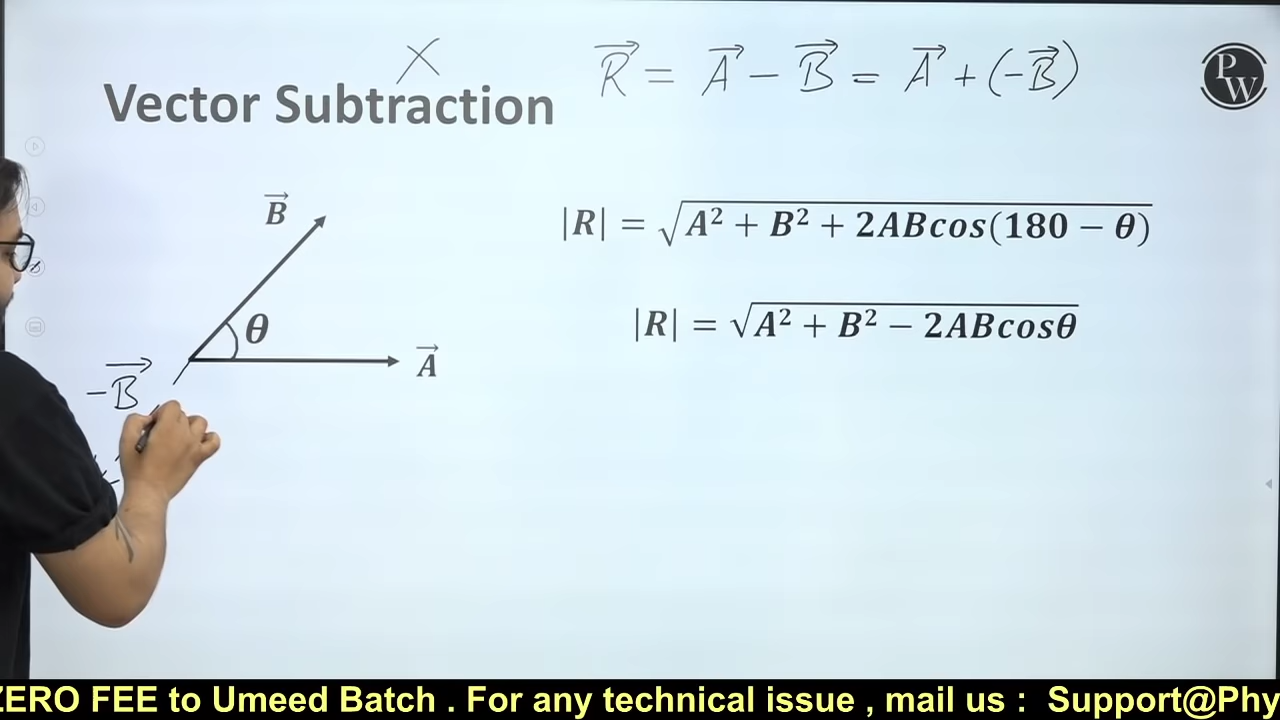 X
R⃗ = A⃗ − B⃗ = A⃗ + (−B⃗)
PW
Vector Subtraction
B⃗
|R| = √A² + B² + 2ABcos(180 − θ)
θ
|R| = √A² + B² − 2ABcosθ
A⃗
−B⃗
ZERO FEE to Umeed Batch . For any technical issue , mail us : Support@Phy